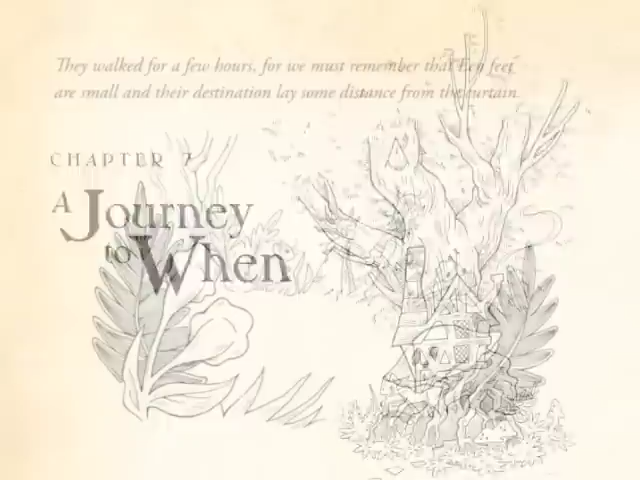 They walked for a few hours, for we must remember that Eco feet
are small and their destination lay some distance from the curtain.
CHAPTER 7
A Journey
to When